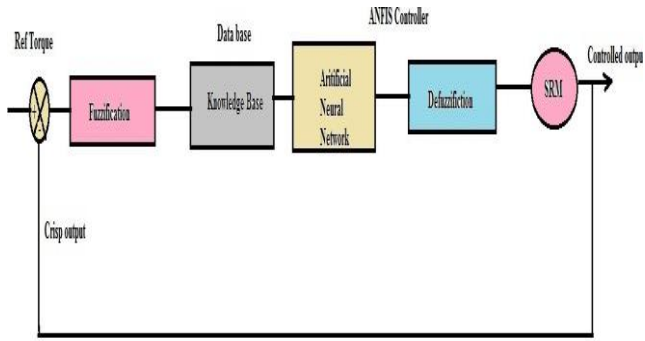 ANFIS Controller
Data base
Ref Torque
Controlled outpu
Fuzzification
Knowledge Base
Aritificial
Neural
Network
Defuzzifiction
SRM
+
-
Crisp output